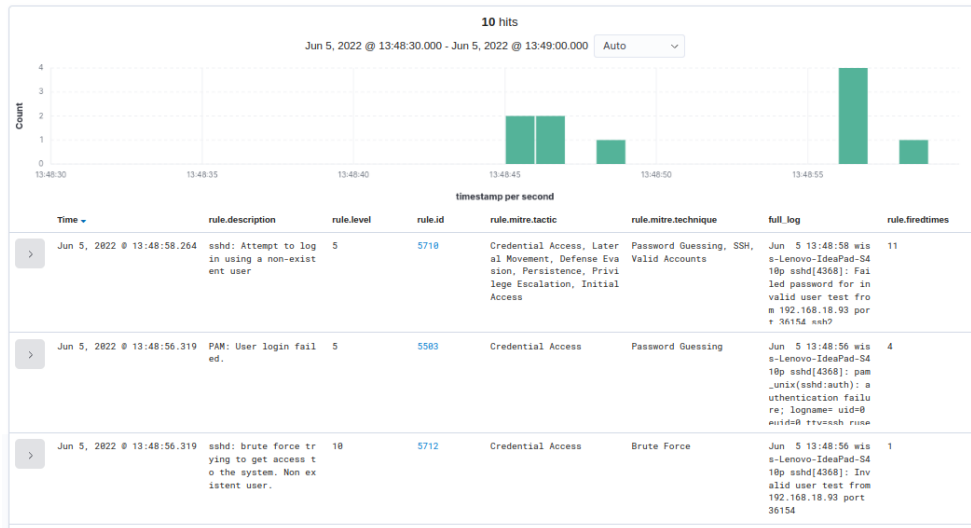 10 hits
Jun 5, 2022 @ 13:48:30.000 - Jun 5, 2022 @ 13:49:00.000 Auto
4
3
2
1
0
Count
13:48:30 13:48:35 13:48:40 13:48:45 13:48:50 13:48:55
timestamp per second
Time rule.description rule.level rule.id rule.mitre.tactic rule.mitre.technique full_log rule.firedtimes
Jun 5, 2022 @ 13:48:58.264 sshd: Attempt to log 5 5710 Credential Access, Later Password Guessing, SSH, Jun 5 13:48:58 wis 11
in using a non-exist al Movement, Defense Eva Valid Accounts s-Lenovo-IdeaPad-S4
ent user sion, Persistence, Privi 10p sshd[4368]: Fai
lege Escalation, Initial led password for in
Access valid user test fro
m 192.168.18.93 por
t 36154 ssh2
Jun 5, 2022 @ 13:48:56.319 PAM: User login fail 5 5503 Credential Access Password Guessing Jun 5 13:48:56 wis 4
ed. s-Lenovo-IdeaPad-S4
10p sshd[4368]: pam
_unix(sshd:auth): a
uthentication failu
re; logname= uid=0
euid=0 tty=ssh ruse
Jun 5, 2022 @ 13:48:56.319 sshd: brute force tr 10 5712 Credential Access Brute Force Jun 5 13:48:56 wis 1
ying to get access t s-Lenovo-IdeaPad-S4
o the system. Non ex 10p sshd[4368]: Inv
istent user. alid user test from
192.168.18.93 port
36154